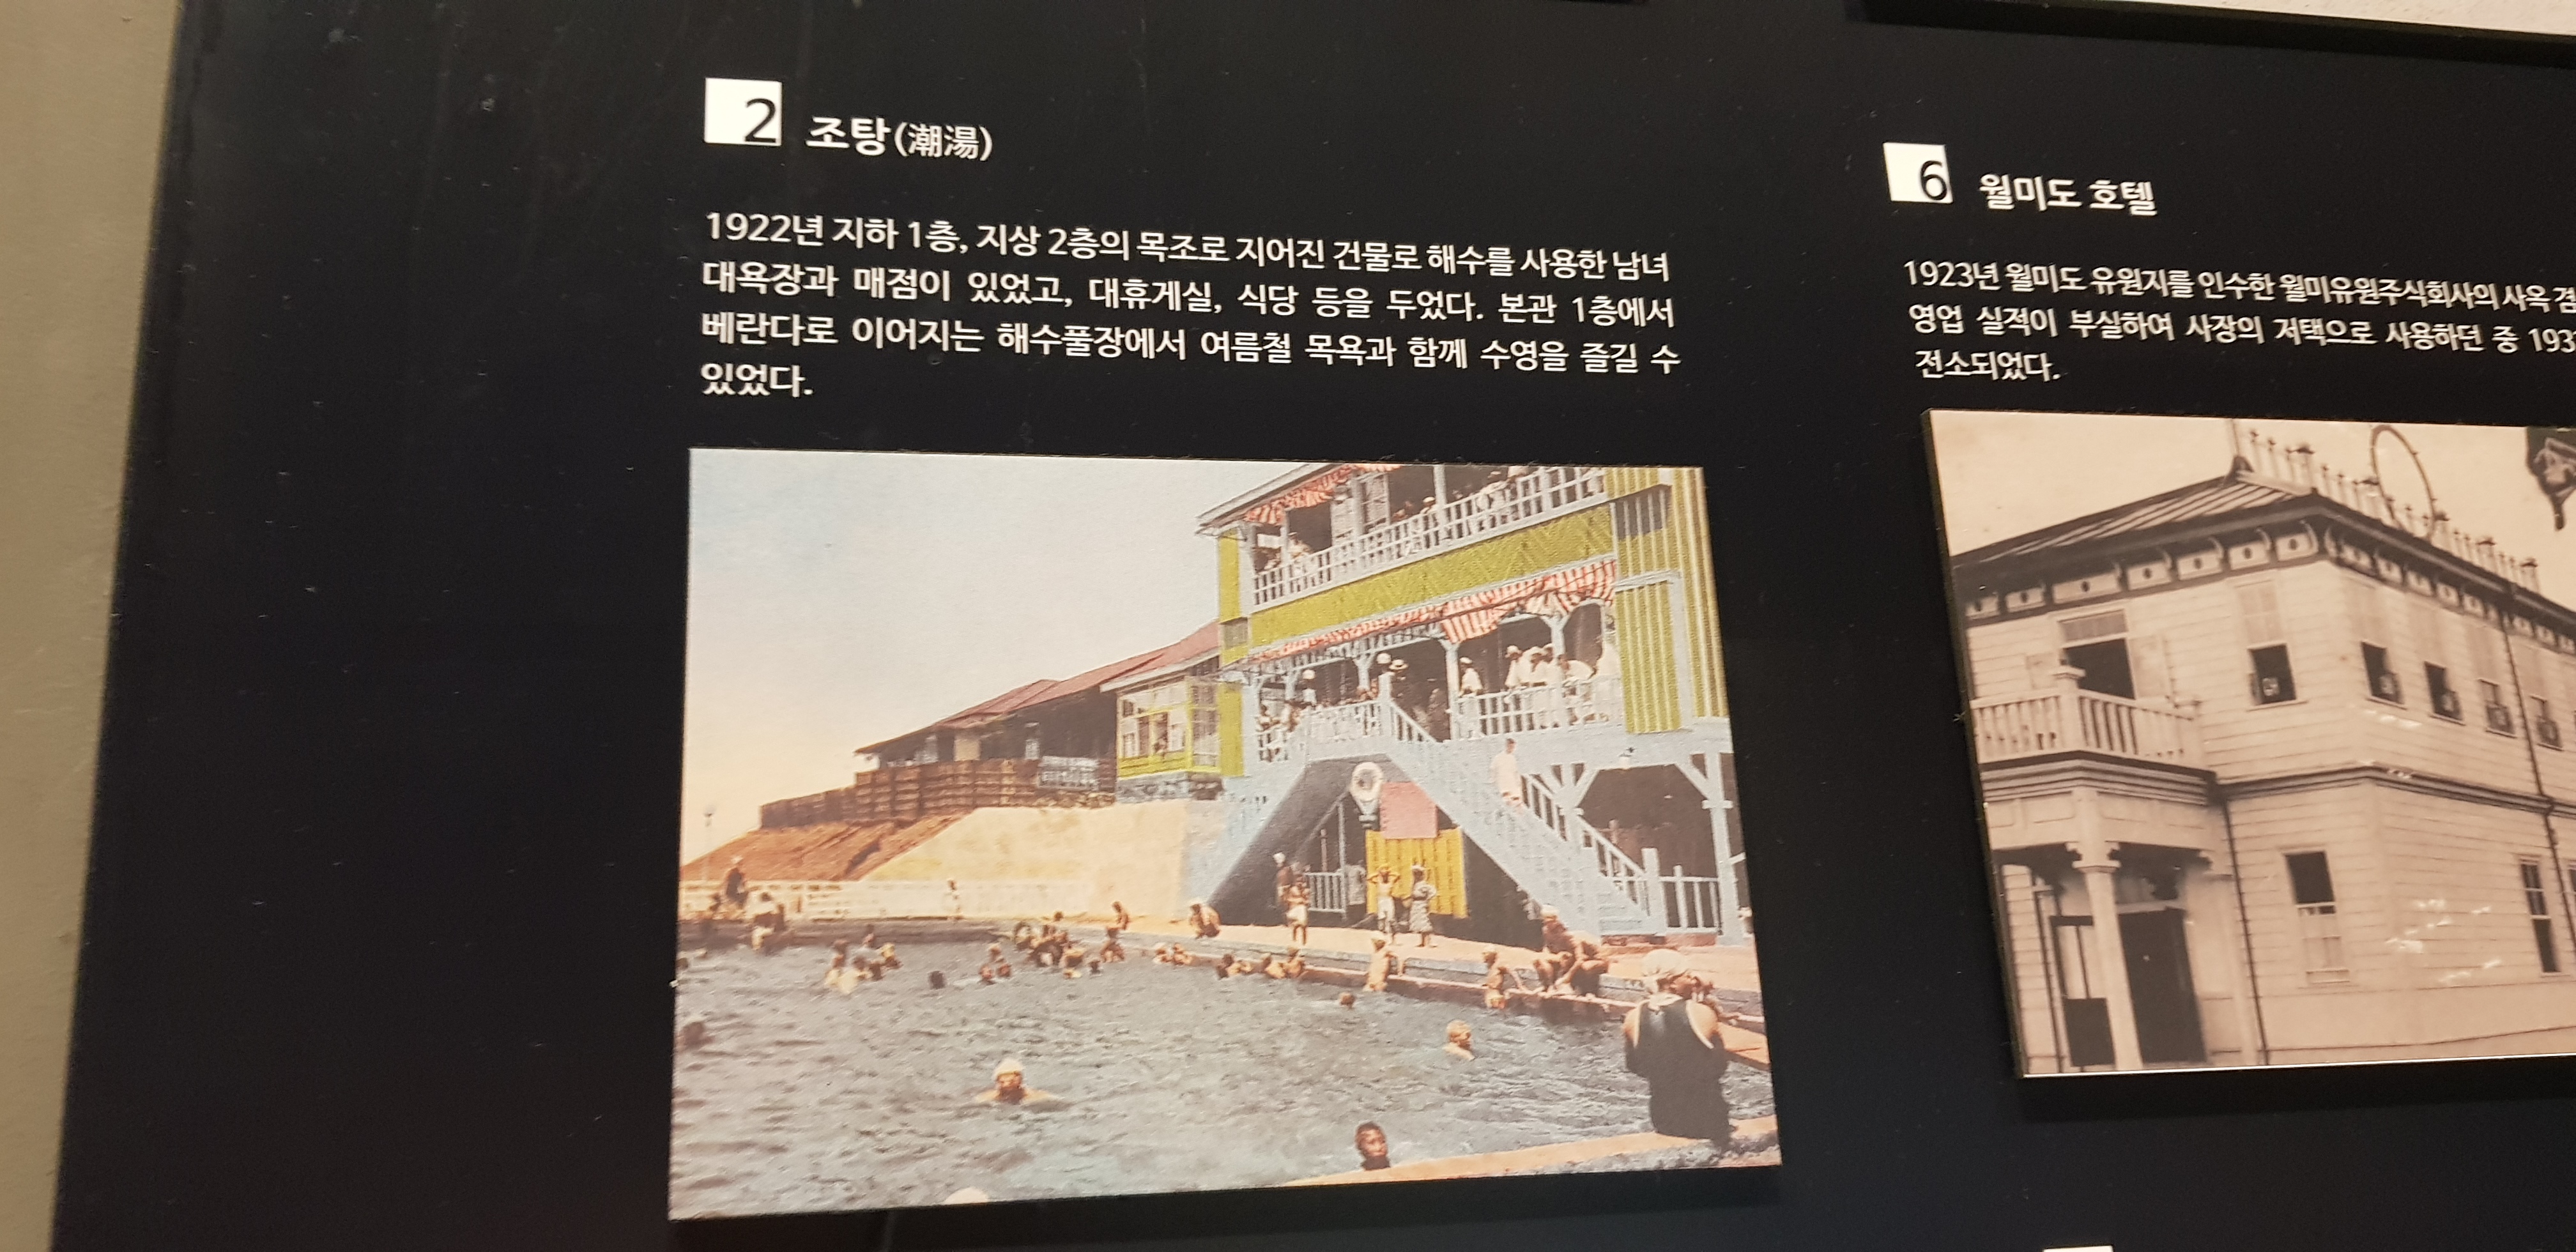 2 조탕(潮湯)
1922년 지하 1층, 지상 2층의 목조로 지어진 건물로 해수를 사용한 남녀
대욕장과 매점이 있었고, 대휴게실, 식당 등을 두었다. 본관 1층에서
베란다로 이어지는 해수풀장에서 여름철 목욕과 함께 수영을 즐길 수
있었다.
6 월미도 호텔
1923년 월미도 유원지를 인수한 월미유원주식회사의 사옥 겸
영업 실적이 부실하여 사장의 저택으로 사용하던 중 193
전소되었다.